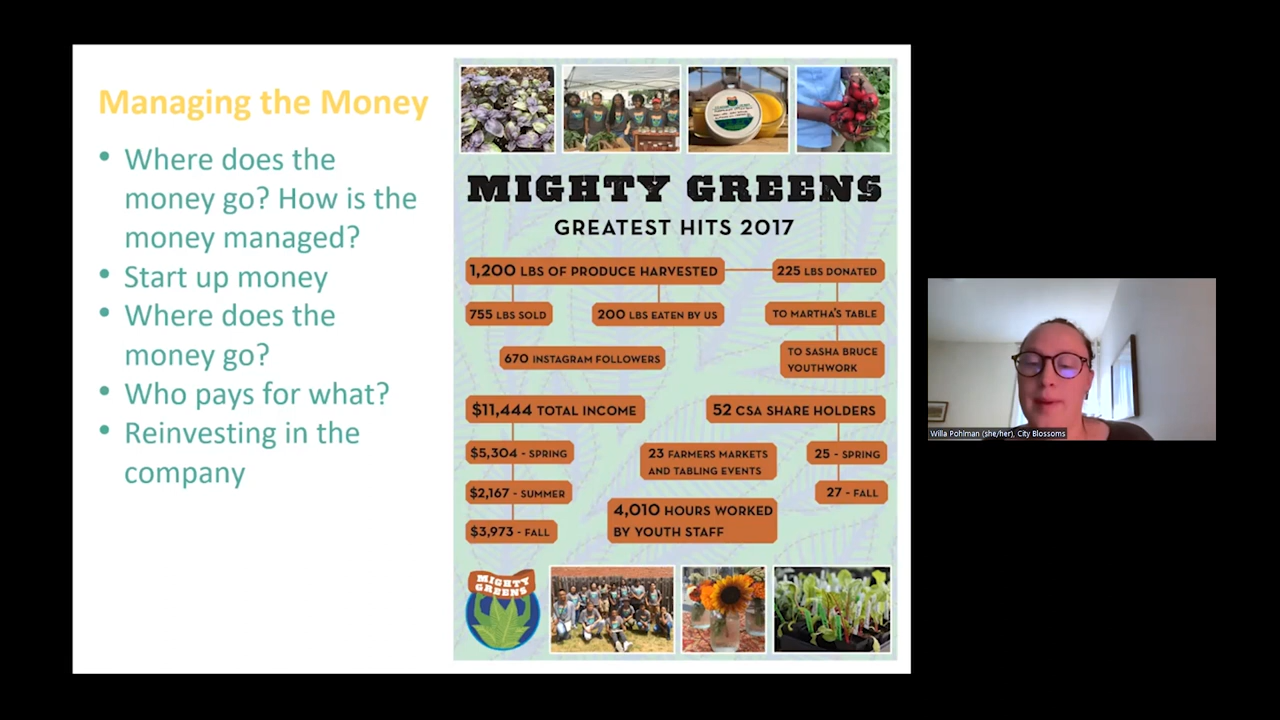 Managing the Money
• Where does the
money go? How is the
money managed?
• Start up money
• Where does the
money go?
• Who pays for what?
• Reinvesting in the
company
MIGHTY GREENS
GREATEST HITS 2017
1,200 LBS OF PRODUCE HARVESTED
225 LBS DONATED
755 LBS SOLD
200 LBS EATEN BY US
TO MARTHA'S TABLE
670 INSTAGRAM FOLLOWERS
TO SASHA BRUCE
YOUTHWORK
$11,444 TOTAL INCOME
52 CSA SHARE HOLDERS
$5,304 - SPRING
23 FARMERS MARKETS
AND TABLING EVENTS
25 - SPRING
$2,167 - SUMMER
27 - FALL
4,010 HOURS WORKED
BY YOUTH STAFF
$3,973 - FALL
MIGHTY
GREENS
Willa Pohlman (she/her), City Blossoms